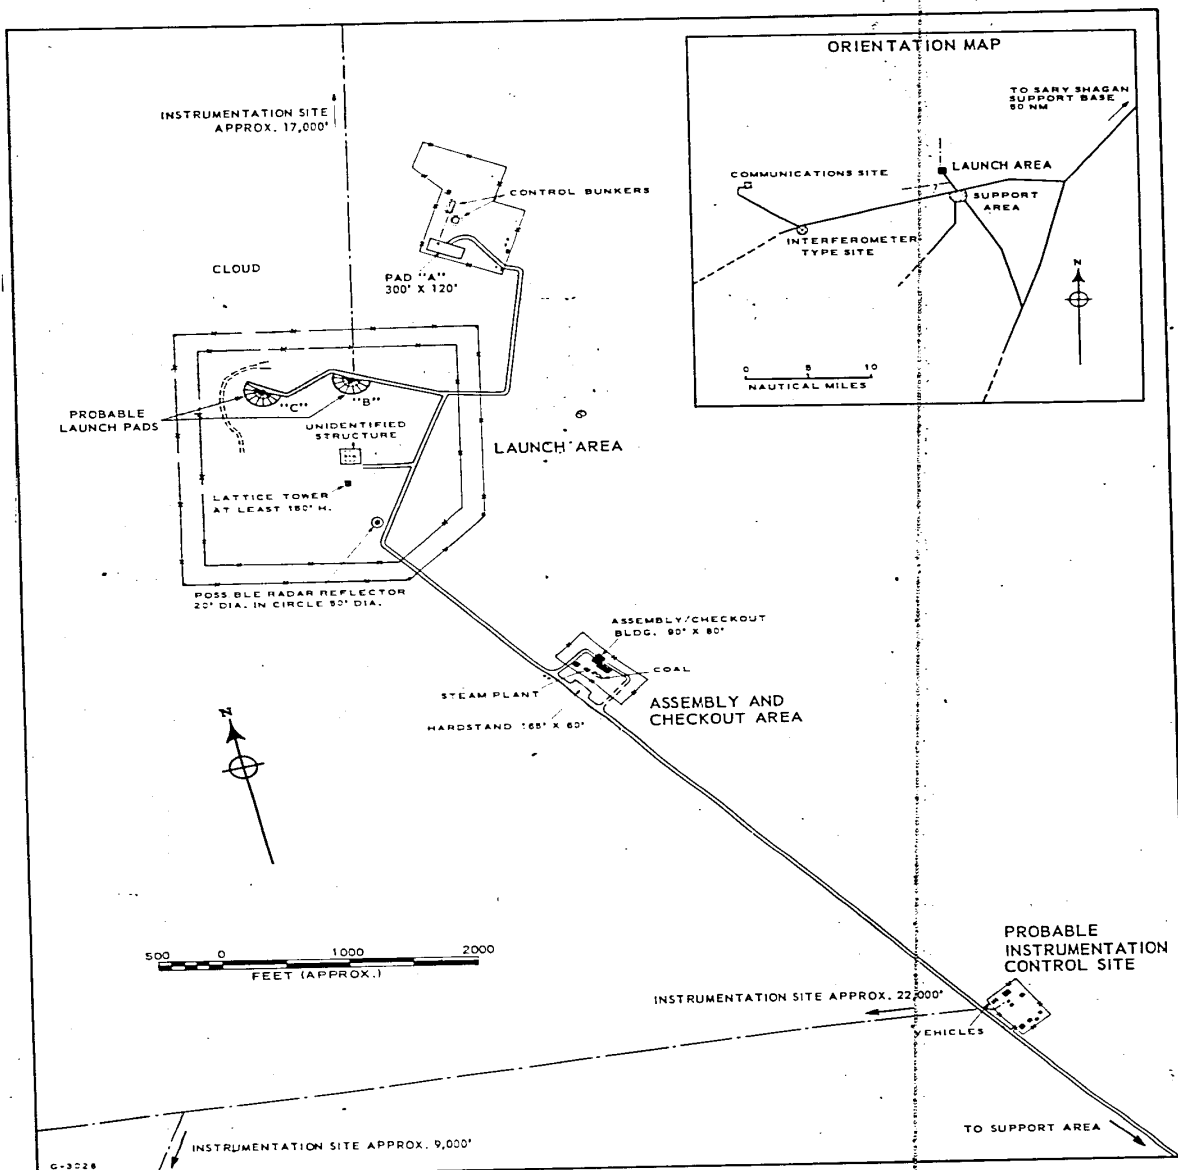 ORIENTATION MAP
TO SARY SHAGAN
SUPPORT BASE
50 NM
COMMUNICATIONS SITE
LAUNCH AREA
?
SUPPORT
AREA
INTERFEROMETER
TYPE SITE
N
0 5 10
NAUTICAL MILES
INSTRUMENTATION SITE
APPROX. 17,000'
CONTROL BUNKERS
CLOUD
PAD "A"
300' X 120'
PROBABLE
LAUNCH PADS
"C"
"B"
UNIDENTIFIED
STRUCTURE
LAUNCH AREA
LATTICE TOWER
AT LEAST 180' H.
POSSIBLE RADAR REFLECTOR
20' DIA. IN CIRCLE 50' DIA.
ASSEMBLY/CHECKOUT
BLDG. 90' X 80'
COAL
STEAM PLANT
HARDSTAND 165' X 60'
ASSEMBLY AND
CHECKOUT AREA
N
500 0 1000 2000
FEET (APPROX.)
PROBABLE
INSTRUMENTATION
CONTROL SITE
INSTRUMENTATION SITE APPROX. 22,000'
VEHICLES
INSTRUMENTATION SITE APPROX. 9,000'
TO SUPPORT AREA